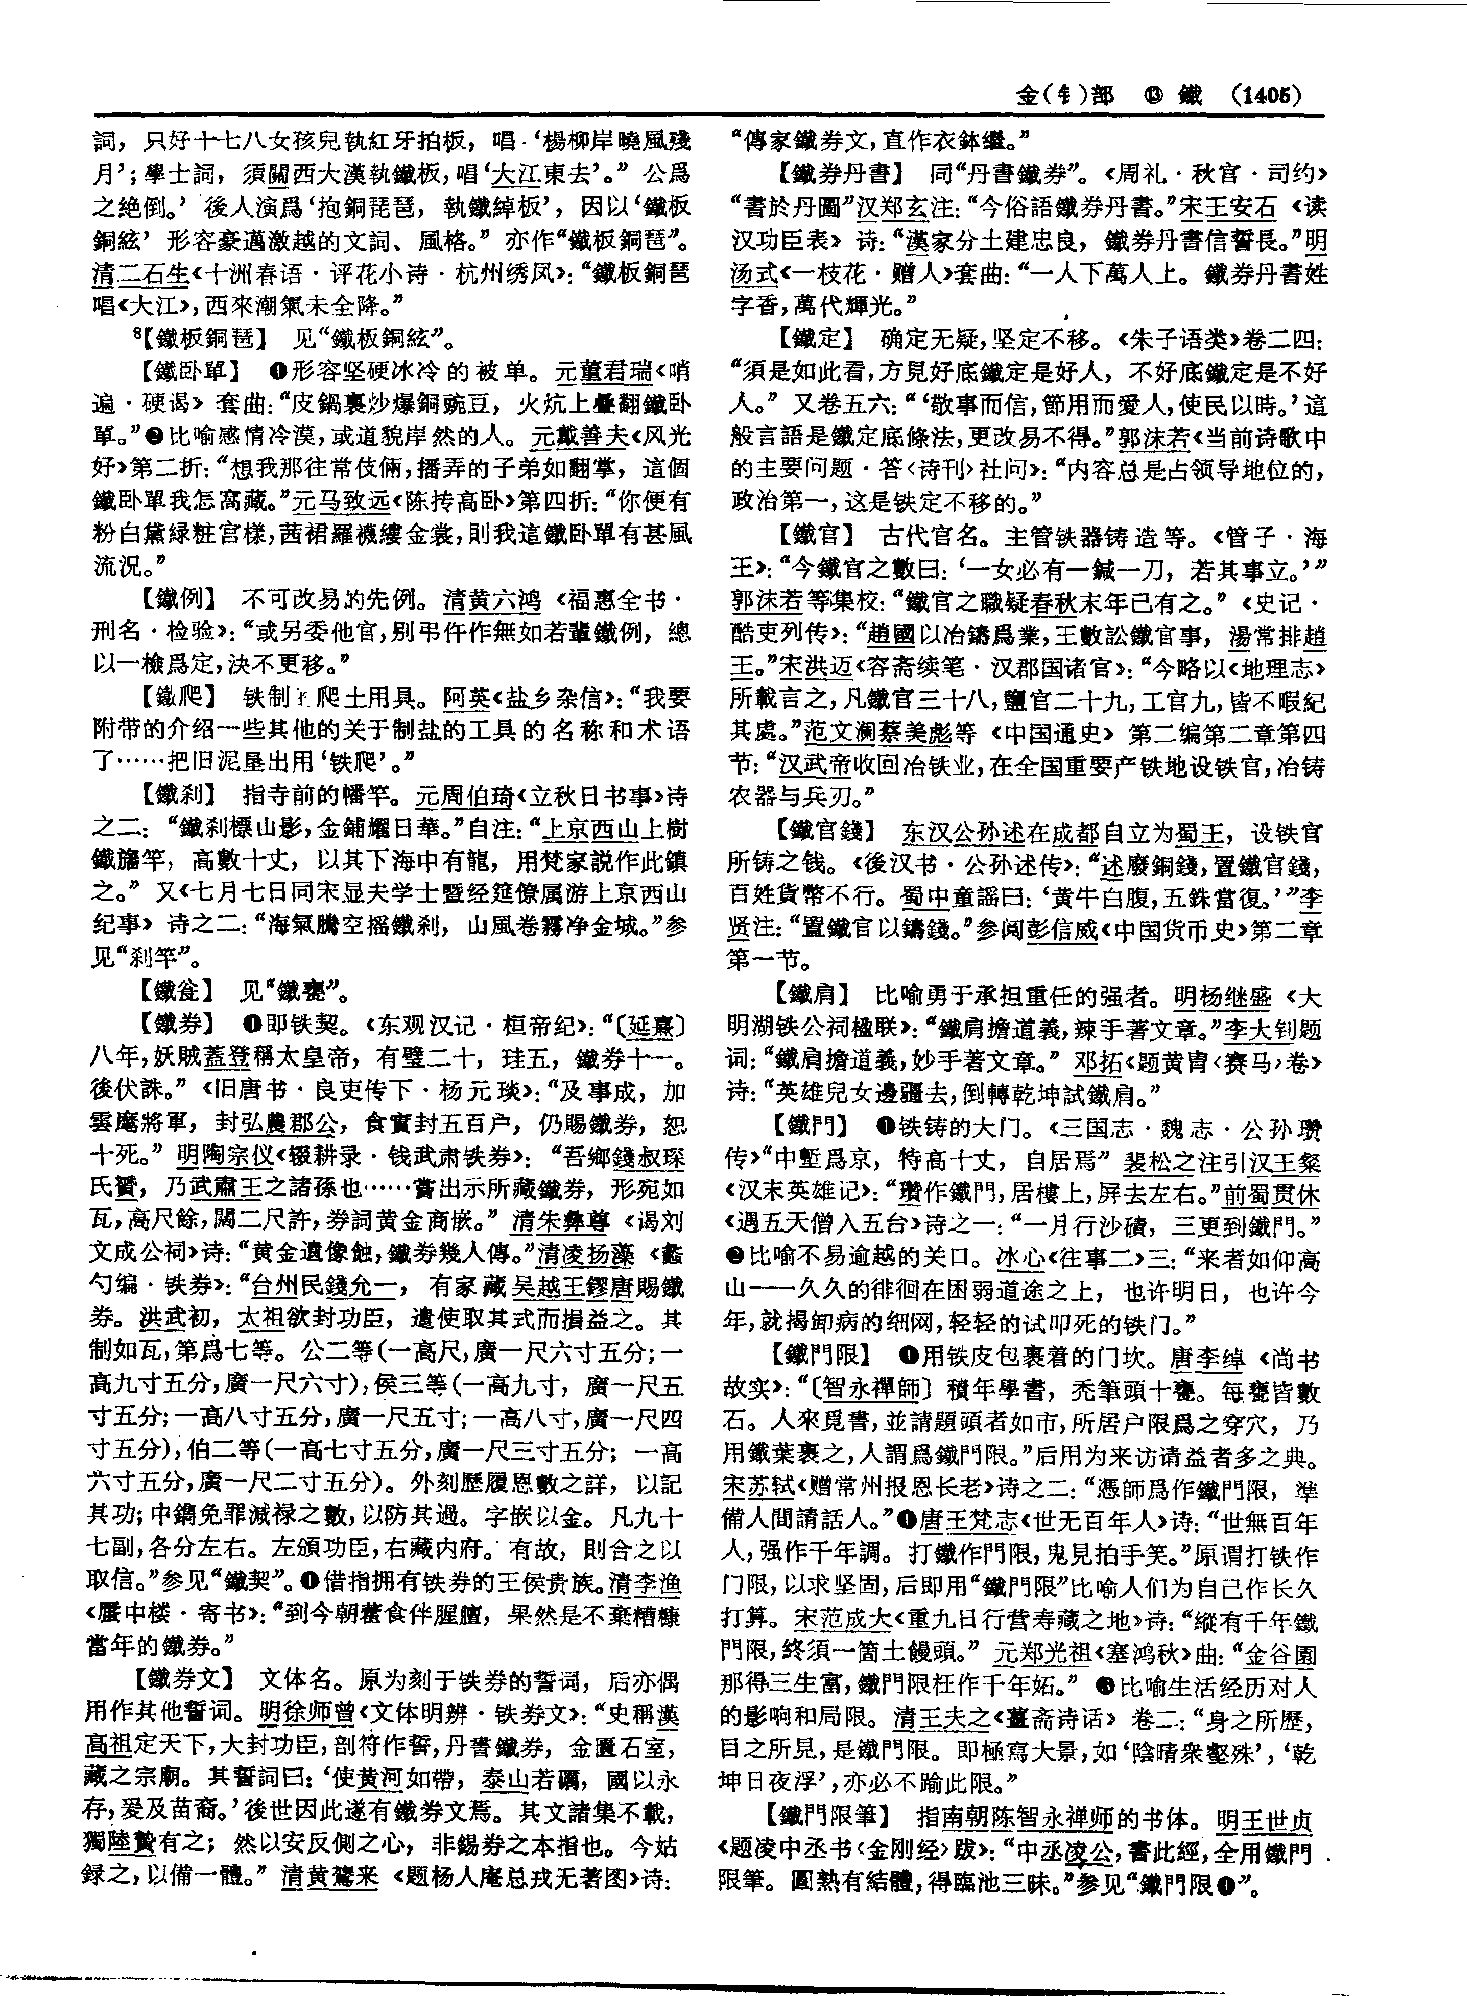 金(钅)部 ⑬ 鐵 (1405)
詞，只好十七八女孩兒執紅牙拍板，唱‘楊柳岸曉風殘
月’；學士詞，須關西大漢執鐵板，唱‘大江東去’。”公爲
之絶倒。’後人演爲‘抱銅琵琶，執鐵綽板’，因以‘鐵板
銅絃’形容豪邁激越的文詞、風格。”亦作“鐵板銅琶”。
清二石生《十洲春语·评花小诗·杭州绣凤》：“鐵板銅琶
唱《大江》，西來潮氣未全降。”
⁸【鐵板銅琶】 见“鐵板銅絃”。
【鐵卧單】 ❶形容坚硬冰冷的被单。元董君瑞《哨
遍·硬谒》套曲：“皮鍋裏炒爆銅豌豆，火炕上叠翻鐵卧
單。”❷比喻感情冷漠，或道貌岸然的人。元戴善夫《风光
好》第二折：“想我那往常伎倆，播弄的子弟如翻掌，這個
鐵卧單我怎窩藏。”元马致远《陈抟高卧》第四折：“你便有
粉白黛緑粧宫樣，茜裙羅襪縷金裳，則我這鐵卧單有甚風
流況。”
【鐵例】 不可改易的先例。清黄六鸿《福惠全书·
刑名·检验》：“或另委他官，别弔仵作無如若輩鐵例，總
以一檢爲定，決不更移。”
【鐵爬】 铁制 爬土用具。阿英《盐乡杂信》：“我要
附带的介绍一些其他的关于制盐的工具的名称和术语
了……把旧泥垦出用‘铁爬’。”
【鐵刹】 指寺前的幡竿。元周伯琦《立秋日书事》诗
之二：“鐵刹標山影，金鋪燿日華。”自注：“上京西山上樹
鐵旛竿，高數十丈，以其下海中有龍，用梵家説作此鎮
之。”又《七月七日同宋显夫学士暨经筵僚属游上京西山
纪事》诗之二：“海氣騰空摇鐵刹，山風卷霧净金城。”参
见“刹竿”。
【鐵瓮】 见“鐵甕”。
【鐵券】 ❶即铁契。《东观汉记·桓帝纪》：“〔延熹〕
八年，妖賊蓋登稱太皇帝，有璧二十，珪五，鐵券十一。
後伏誅。”《旧唐书·良吏传下·杨元琰》：“及事成，加
雲麾將軍，封弘農郡公，食實封五百户，仍賜鐵券，恕
十死。”明陶宗仪《辍耕录·钱武肃铁券》：“吾鄉錢叔琛
氏贇，乃武肅王之諸孫也……嘗出示所藏鐵券，形宛如
瓦，高尺餘，闊二尺許，券詞黄金商嵌。”清朱彝尊《谒刘
文成公祠》诗：“黄金遺像蝕，鐵券幾人傳。”清凌扬藻《蠡
勺编·铁券》：“台州民錢允一，有家藏吴越王鏐唐賜鐵
券。洪武初，太祖欲封功臣，遣使取其式而損益之。其
制如瓦，第爲七等。公二等(一高尺，廣一尺六寸五分；一
高九寸五分，廣一尺六寸)，侯三等(一高九寸，廣一尺五
寸五分；一高八寸五分，廣一尺五寸；一高八寸，廣一尺四
寸五分)，伯二等(一高七寸五分，廣一尺三寸五分；一高
六寸五分，廣一尺二寸五分)。外刻歷履恩數之詳，以記
其功；中鐫免罪減禄之數，以防其過。字嵌以金。凡九十
七副，各分左右。左頒功臣，右藏内府。有故，則合之以
取信。”参见“鐵契”。❶借指拥有铁券的王侯贵族。清李渔
《蜃中楼·寄书》：“到今朝虀食伴腥膻，果然是不棄糟糠
當年的鐵券。”
【鐵券文】 文体名。原为刻于铁券的誓词，后亦偶
用作其他誓词。明徐师曾《文体明辨·铁券文》：“史稱漢
高祖定天下，大封功臣，剖符作誓，丹書鐵券，金匱石室，
藏之宗廟。其誓詞曰：‘使黄河如帶，泰山若礪，國以永
存，爰及苗裔。’後世因此遂有鐵券文焉。其文諸集不載，
獨陸贄有之；然以安反側之心，非錫券之本指也。今姑
録之，以備一體。”清黄鷟来《题杨人庵总戎无著图》诗：
“傳家鐵券文，直作衣鉢繼。”
【鐵券丹書】 同“丹書鐵券”。《周礼·秋官·司约》
“書於丹圖”汉郑玄注：“今俗語鐵券丹書。”宋王安石《读
汉功臣表》诗：“漢家分土建忠良，鐵券丹書信誓長。”明
汤式《一枝花·赠人》套曲：“一人下萬人上。鐵券丹書姓
字香，萬代輝光。”
【鐵定】 确定无疑，坚定不移。《朱子语类》卷二四：
“須是如此看，方見好底鐵定是好人，不好底鐵定是不好
人。”又卷五六：“‘敬事而信，節用而愛人，使民以時。’這
般言語是鐵定底條法，更改易不得。”郭沫若《当前诗歌中
的主要问题·答〈诗刊〉社问》：“内容总是占领导地位的，
政治第一，这是铁定不移的。”
【鐵官】 古代官名。主管铁器铸造等。《管子·海
王》：“今鐵官之數曰：‘一女必有一鍼一刀，若其事立。’”
郭沫若等集校：“鐵官之職疑春秋末年已有之。”《史记·
酷吏列传》：“趙國以冶鑄爲業，王數訟鐵官事，湯常排趙
王。”宋洪迈《容斋续笔·汉郡国诸官》：“今略以《地理志》
所載言之，凡鐵官三十八，鹽官二十九，工官九，皆不暇紀
其處。”范文澜蔡美彪等《中国通史》第二编第二章第四
节：“汉武帝收回冶铁业，在全国重要产铁地设铁官，冶铸
农器与兵刃。”
【鐵官錢】 东汉公孙述在成都自立为蜀王，设铁官
所铸之钱。《後汉书·公孙述传》：“述廢銅錢，置鐵官錢，
百姓貨幣不行。蜀中童謡曰：‘黄牛白腹，五銖當復。’”李
贤注：“置鐵官以鑄錢。”参阅彭信威《中国货币史》第二章
第一节。
【鐵肩】 比喻勇于承担重任的强者。明杨继盛《大
明湖铁公祠楹联》：“鐵肩擔道義，辣手著文章。”李大钊题
词：“鐵肩擔道義，妙手著文章。”邓拓《题黄胄〈赛马〉卷》
诗：“英雄兒女邊疆去，倒轉乾坤試鐵肩。”
【鐵門】 ❶铁铸的大门。《三国志·魏志·公孙瓒
传》“中塹爲京，特高十丈，自居焉”裴松之注引汉王粲
《汉末英雄记》：“瓚作鐵門，居樓上，屏去左右。”前蜀贯休
《遇五天僧入五台》诗之一：“一月行沙磧，三更到鐵門。”
❷比喻不易逾越的关口。冰心《往事二》三：“来者如仰高
山——久久的徘徊在困弱道途之上，也许明日，也许今
年，就揭卸病的细网，轻轻的试叩死的铁门。”
【鐵門限】 ❶用铁皮包裹着的门坎。唐李绰《尚书
故实》：“〔智永禪師〕積年學書，禿筆頭十甕。每甕皆數
石。人來覓書，並請題頭者如市，所居户限爲之穿穴，乃
用鐵葉裹之，人謂爲鐵門限。”后用为来访请益者多之典。
宋苏轼《赠常州报恩长老》诗之二：“憑師爲作鐵門限，準
備人間請話人。”❶唐王梵志《世无百年人》诗：“世無百年
人，强作千年調。打鐵作門限，鬼見拍手笑。”原谓打铁作
门限，以求坚固，后即用“鐵門限”比喻人们为自己作长久
打算。宋范成大《重九日行营寿藏之地》诗：“縱有千年鐵
門限，終須一箇土饅頭。”元郑光祖《塞鸿秋》曲：“金谷園
那得三生富，鐵門限枉作千年妬。”❸比喻生活经历对人
的影响和局限。清王夫之《薑斋诗话》卷二：“身之所歷，
目之所見，是鐵門限。即極寫大景，如‘陰晴衆壑殊’，‘乾
坤日夜浮’，亦必不踰此限。”
【鐵門限筆】 指南朝陈智永禅师的书体。明王世贞
《题凌中丞书〈金刚经〉跋》：“中丞凌公，書此經，全用鐵門
限筆。圓熟有結體，得臨池三昧。”参见“鐵門限❶”。